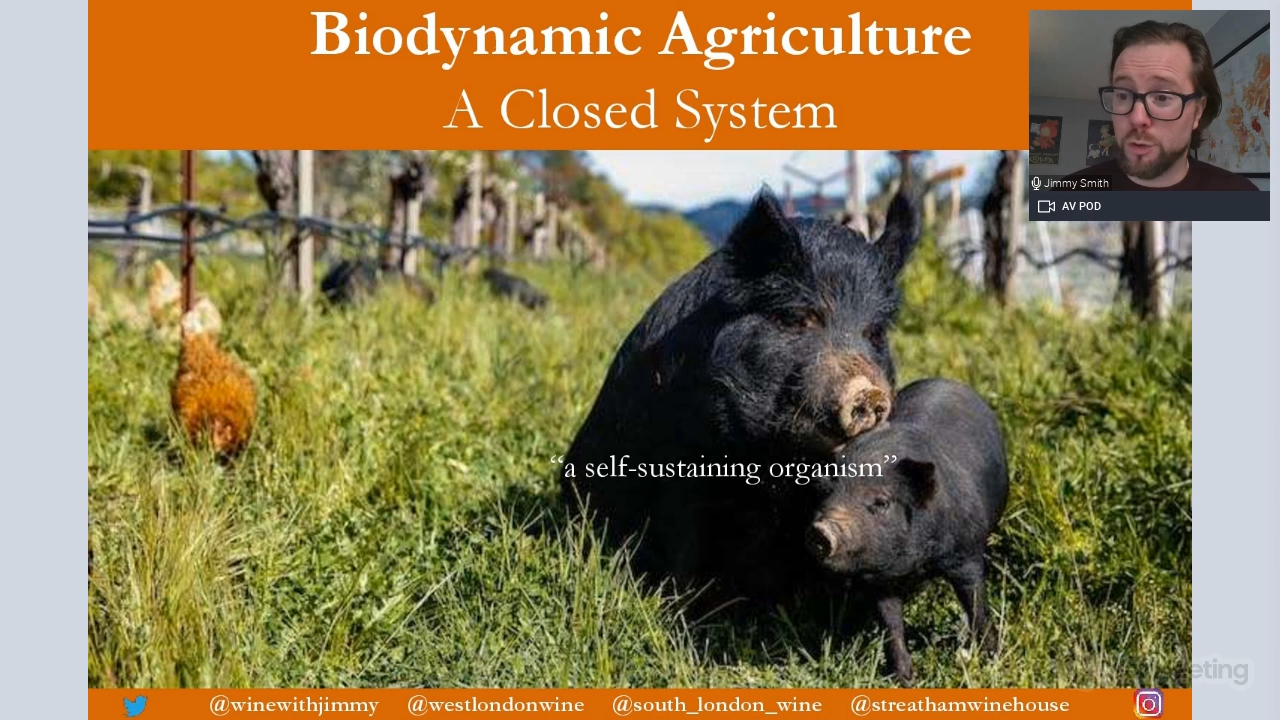 Biodynamic Agriculture
A Closed System
Jimmy Smith
AV POD
“a self-sustaining organism”
@winewithjimmy @westlondonwine @south_london_wine @streathamwinehouse